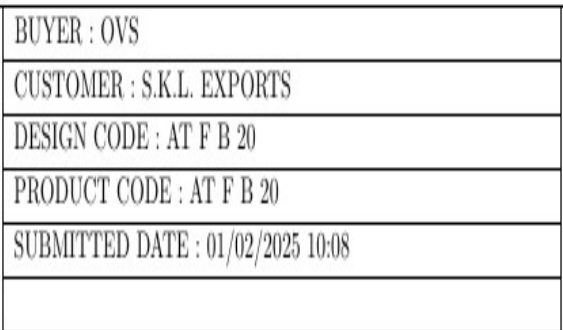 BUYER : OVS
CUSTOMER : S.K.L. EXPORTS
DESIGN CODE : AT F B 20
PRODUCT CODE : AT F B 20
SUBMITTED DATE : 01/02/2025 10:08